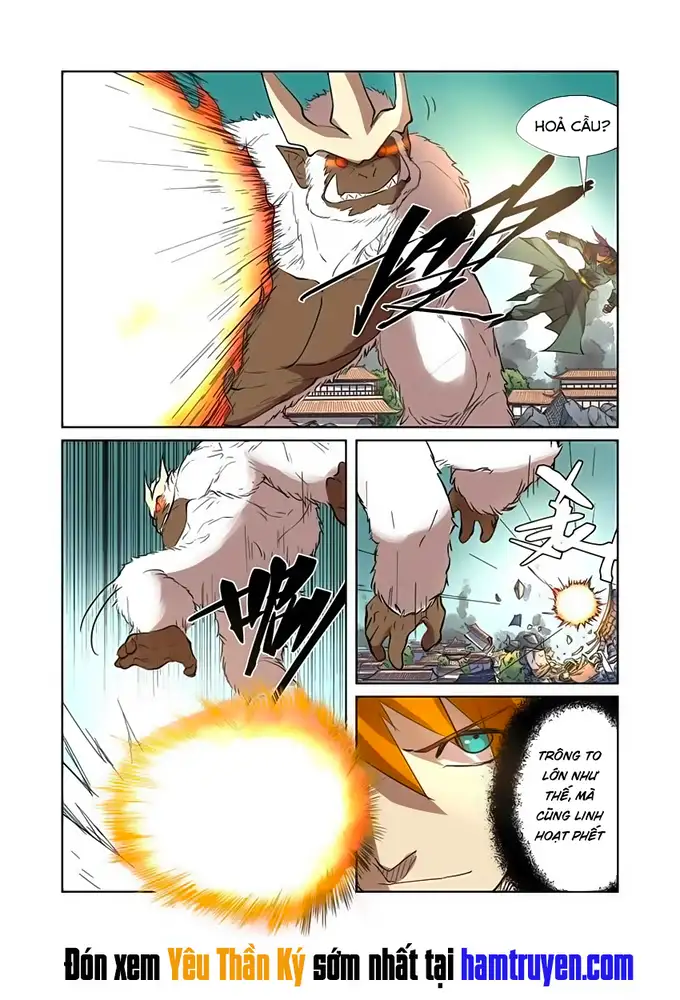 HOẢ CẦU?
TRÔNG TO
LỚN NHƯ
THẾ, MÀ
CŨNG LINH
HOẠT PHẾT
Đón xem Yêu Thần Ký sớm nhất tại hamtruyen.com